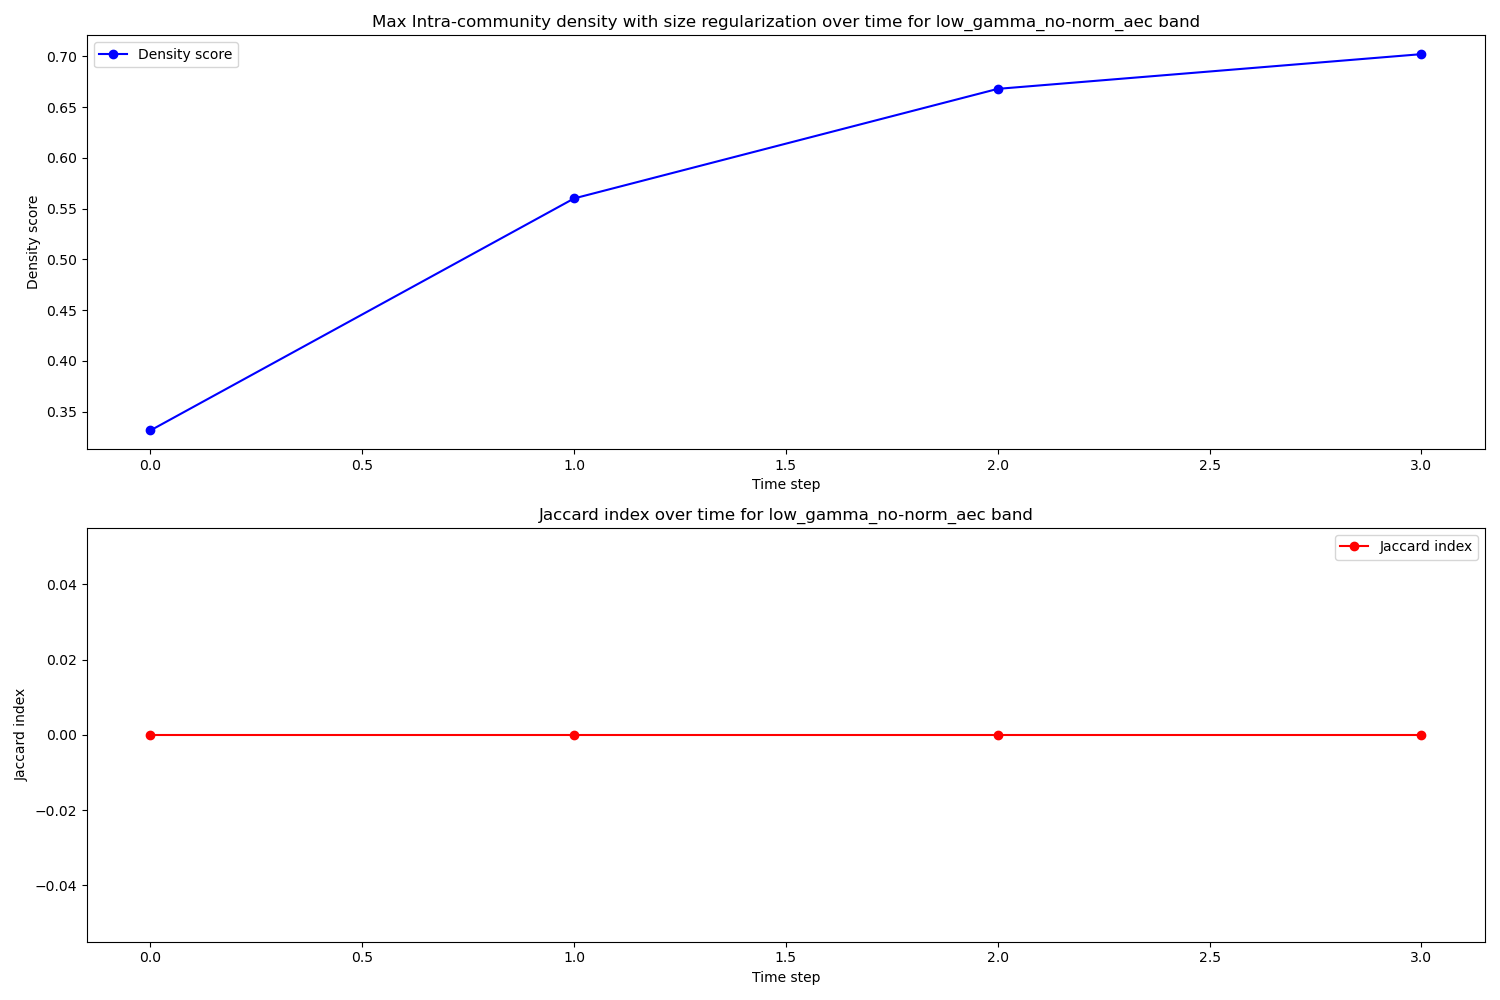 Max Intra-community density with size regularization over time for low_gamma_no-norm_aec band
Density score
0.70
0.65
0.60
0.55
0.50
0.45
0.40
0.35
Density score
0.0 0.5 1.0 1.5 2.0 2.5 3.0
Time step
Jaccard index over time for low_gamma_no-norm_aec band
Jaccard index
0.04
0.02
0.00
−0.02
−0.04
Jaccard index
0.0 0.5 1.0 1.5 2.0 2.5 3.0
Time step